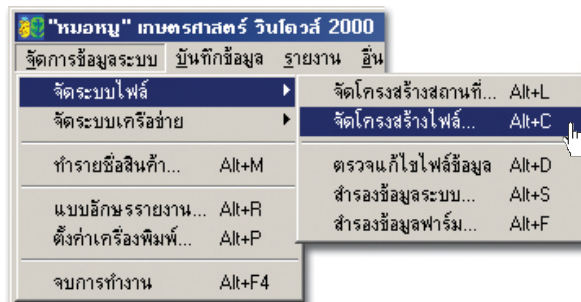 "หมอหมู" เกษตรศาสตร์ วินโดวส์ 2000
จัดการข้อมูลระบบ บันทึกข้อมูล รายงาน อื่น
จัดระบบไฟล์
จัดระบบเครือข่าย
ทำรายชื่อสินค้า... Alt+M
แบบอักษรรายงาน... Alt+R
ตั้งค่าเครื่องพิมพ์... Alt+P
จบการทำงาน Alt+F4
จัดโครงสร้างสถานที่... Alt+L
จัดโครงสร้างไฟล์... Alt+C
ตรวจแก้ไขไฟล์ข้อมูล Alt+D
สำรองข้อมูลระบบ... Alt+S
สำรองข้อมูลฟาร์ม... Alt+F